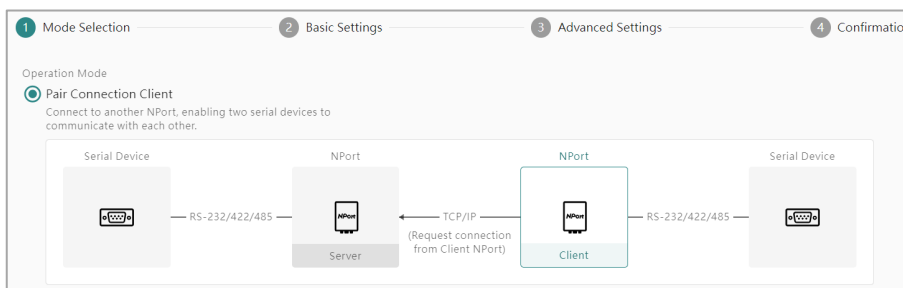 1 Mode Selection 2 Basic Settings 3 Advanced Settings 4 Confirmatio
Operation Mode
Pair Connection Client
Connect to another NPort, enabling two serial devices to
communicate with each other.
Serial Device NPort NPort Serial Device
RS-232/422/485 NPort TCP/IP NPort RS-232/422/485
(Request connection
from Client NPort)
Server Client